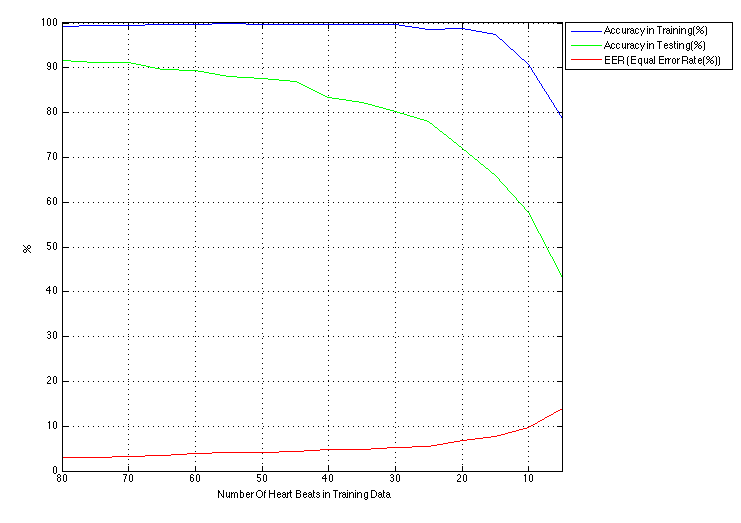 100
90
80
70
60
50
40
30
20
10
0
%
80 70 60 50 40 30 20 10
Number Of Heart Beats in Training Data
Accuracy in Training(%)
Accuracy in Testing(%)
EER (Equal Error Rate(%))